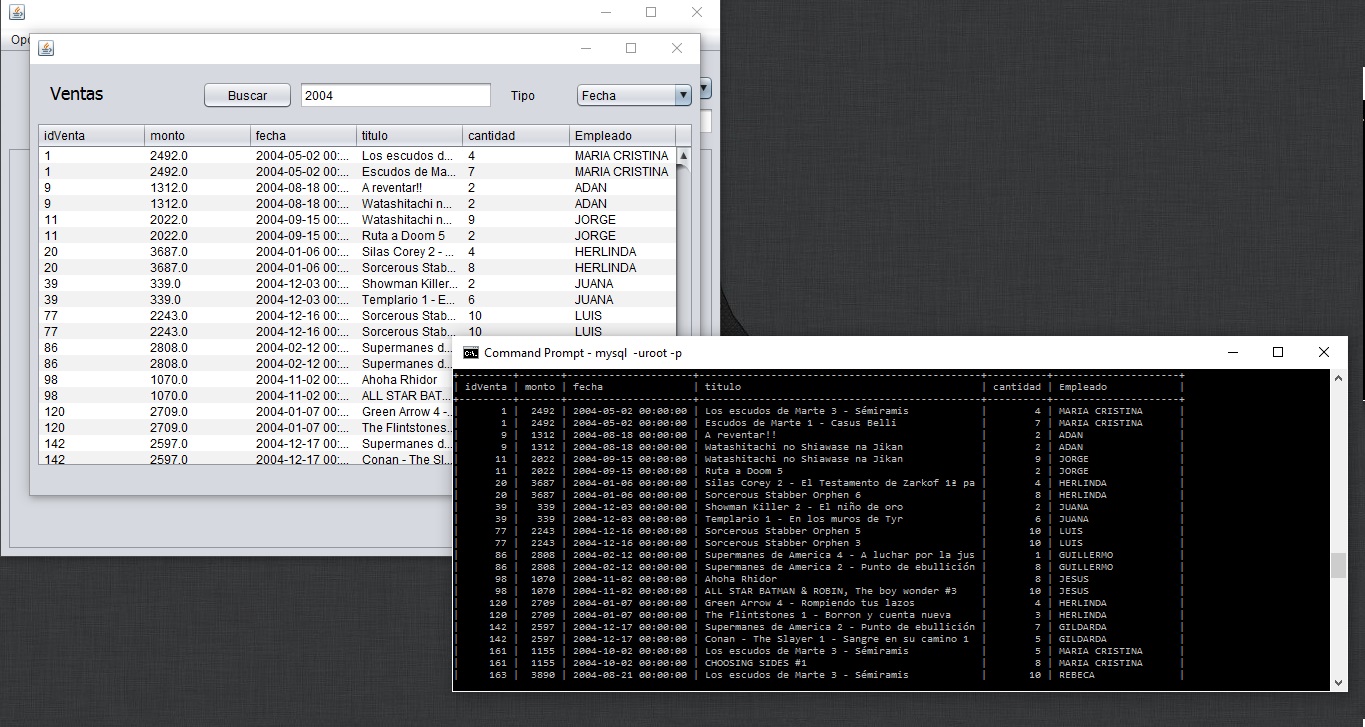 Opc
Ventas Buscar 2004 Tipo Fecha
idVenta monto fecha titulo cantidad Empleado
1 2492.0 2004-05-02 00:... Los escudos d... 4 MARIA CRISTINA
1 2492.0 2004-05-02 00:... Escudos de Ma... 7 MARIA CRISTINA
9 1312.0 2004-08-18 00:... A reventar!! 2 ADAN
9 1312.0 2004-08-18 00:... Watashitachi n... 2 ADAN
11 2022.0 2004-09-15 00:... Watashitachi n... 9 JORGE
11 2022.0 2004-09-15 00:... Ruta a Doom 5 2 JORGE
20 3687.0 2004-01-06 00:... Silas Corey 2 - ... 4 HERLINDA
20 3687.0 2004-01-06 00:... Sorcerous Stab... 8 HERLINDA
39 339.0 2004-12-03 00:... Showman Killer... 2 JUANA
39 339.0 2004-12-03 00:... Templario 1 - E... 6 JUANA
77 2243.0 2004-12-16 00:... Sorcerous Stab... 10 LUIS
77 2243.0 2004-12-16 00:... Sorcerous Stab... 10 LUIS
86 2808.0 2004-02-12 00:... Supermanes d...
86 2808.0 2004-02-12 00:... Supermanes d...
98 1070.0 2004-11-02 00:... Ahoha Rhidor
98 1070.0 2004-11-02 00:... ALL STAR BAT...
120 2709.0 2004-01-07 00:... Green Arrow 4 -...
120 2709.0 2004-01-07 00:... The Flintstones...
142 2597.0 2004-12-17 00:... Supermanes d...
142 2597.0 2004-12-17 00:... Conan - The Sl...
Command Prompt - mysql -uroot -p
| idVenta | monto | fecha | titulo | cantidad | Empleado |
| 1 | 2492 | 2004-05-02 00:00:00 | Los escudos de Marte 3 - Sémiramis | 4 | MARIA CRISTINA |
| 1 | 2492 | 2004-05-02 00:00:00 | Escudos de Marte 1 - Casus Belli | 7 | MARIA CRISTINA |
| 9 | 1312 | 2004-08-18 00:00:00 | A reventar!! | 2 | ADAN |
| 9 | 1312 | 2004-08-18 00:00:00 | Watashitachi no Shiawase na Jikan | 2 | ADAN |
| 11 | 2022 | 2004-09-15 00:00:00 | Watashitachi no Shiawase na Jikan | 9 | JORGE |
| 11 | 2022 | 2004-09-15 00:00:00 | Ruta a Doom 5 | 2 | JORGE |
| 20 | 3687 | 2004-01-06 00:00:00 | Silas Corey 2 - El Testamento de Zarkof 1ª pa | 4 | HERLINDA |
| 20 | 3687 | 2004-01-06 00:00:00 | Sorcerous Stabber Orphen 6 | 8 | HERLINDA |
| 39 | 339 | 2004-12-03 00:00:00 | Showman Killer 2 - El niño de oro | 2 | JUANA |
| 39 | 339 | 2004-12-03 00:00:00 | Templario 1 - En los muros de Tyr | 6 | JUANA |
| 77 | 2243 | 2004-12-16 00:00:00 | Sorcerous Stabber Orphen 5 | 10 | LUIS |
| 77 | 2243 | 2004-12-16 00:00:00 | Sorcerous Stabber Orphen 3 | 10 | LUIS |
| 86 | 2808 | 2004-02-12 00:00:00 | Supermanes de America 4 - A luchar por la jus | 1 | GUILLERMO |
| 86 | 2808 | 2004-02-12 00:00:00 | Supermanes de America 2 - Punto de ebullición | 8 | GUILLERMO |
| 98 | 1070 | 2004-11-02 00:00:00 | Ahoha Rhidor | 8 | JESUS |
| 98 | 1070 | 2004-11-02 00:00:00 | ALL STAR BATMAN & ROBIN, The boy wonder #3 | 10 | JESUS |
| 120 | 2709 | 2004-01-07 00:00:00 | Green Arrow 4 - Rompiendo tus lazos | 4 | HERLINDA |
| 120 | 2709 | 2004-01-07 00:00:00 | The Flintstones 1 - Borron y cuenta nueva | 3 | HERLINDA |
| 142 | 2597 | 2004-12-17 00:00:00 | Supermanes de America 2 - Punto de ebullición | 7 | GILDARDA |
| 142 | 2597 | 2004-12-17 00:00:00 | Conan - The Slayer 1 - Sangre en su camino 1 | 5 | GILDARDA |
| 161 | 1155 | 2004-10-02 00:00:00 | Los escudos de Marte 3 - Sémiramis | 5 | MARIA CRISTINA |
| 161 | 1155 | 2004-10-02 00:00:00 | CHOOSING SIDES #1 | 8 | MARIA CRISTINA |
| 163 | 3890 | 2004-08-21 00:00:00 | Los escudos de Marte 3 - Sémiramis | 10 | REBECA |